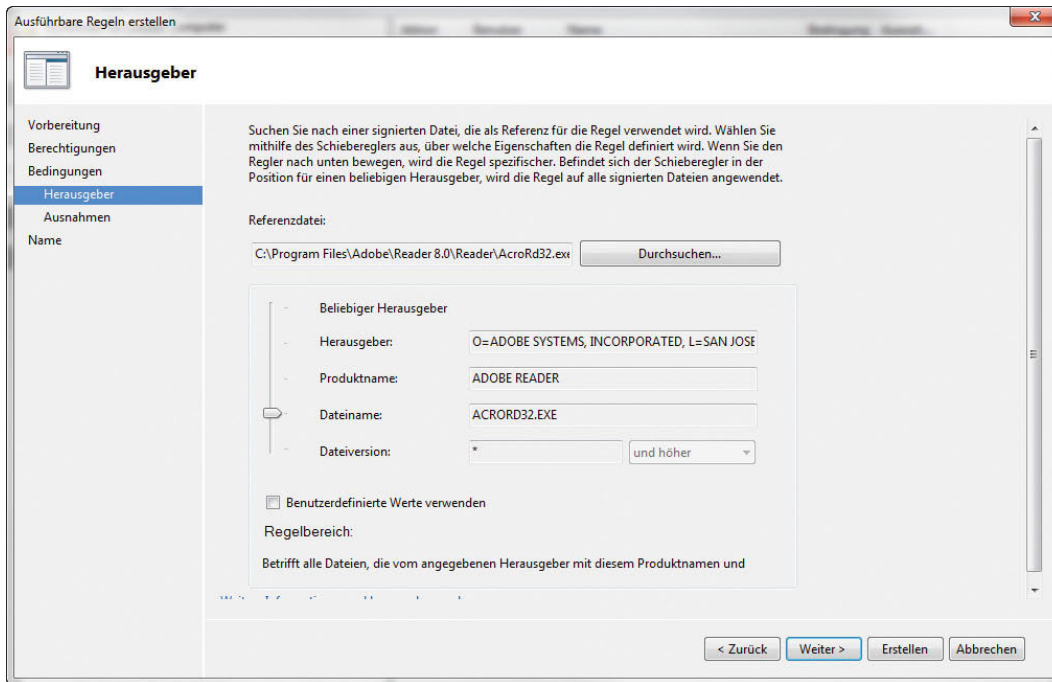 Ausführbare Regeln erstellen
Herausgeber
Vorbereitung
Berechtigungen
Bedingungen
Herausgeber
Ausnahmen
Name
Suchen Sie nach einer signierten Datei, die als Referenz für die Regel verwendet wird. Wählen Sie
mithilfe des Schiebereglers aus, über welche Eigenschaften die Regel definiert wird. Wenn Sie den
Regler nach unten bewegen, wird die Regel spezifischer. Befindet sich der Schieberegler in der
Position für einen beliebigen Herausgeber, wird die Regel auf alle signierten Dateien angewendet.
Referenzdatei:
C:\Program Files\Adobe\Reader 8.0\Reader\AcroRd32.exe
Durchsuchen...
Beliebiger Herausgeber
Herausgeber:
O=ADOBE SYSTEMS, INCORPORATED, L=SAN JOSE
Produktname:
ADOBE READER
Dateiname:
ACRORD32.EXE
Dateiversion:
*
und höher
Benutzerdefinierte Werte verwenden
Regelbereich:
Betrifft alle Dateien, die vom angegebenen Herausgeber mit diesem Produktnamen und
< Zurück
Weiter >
Erstellen
Abbrechen